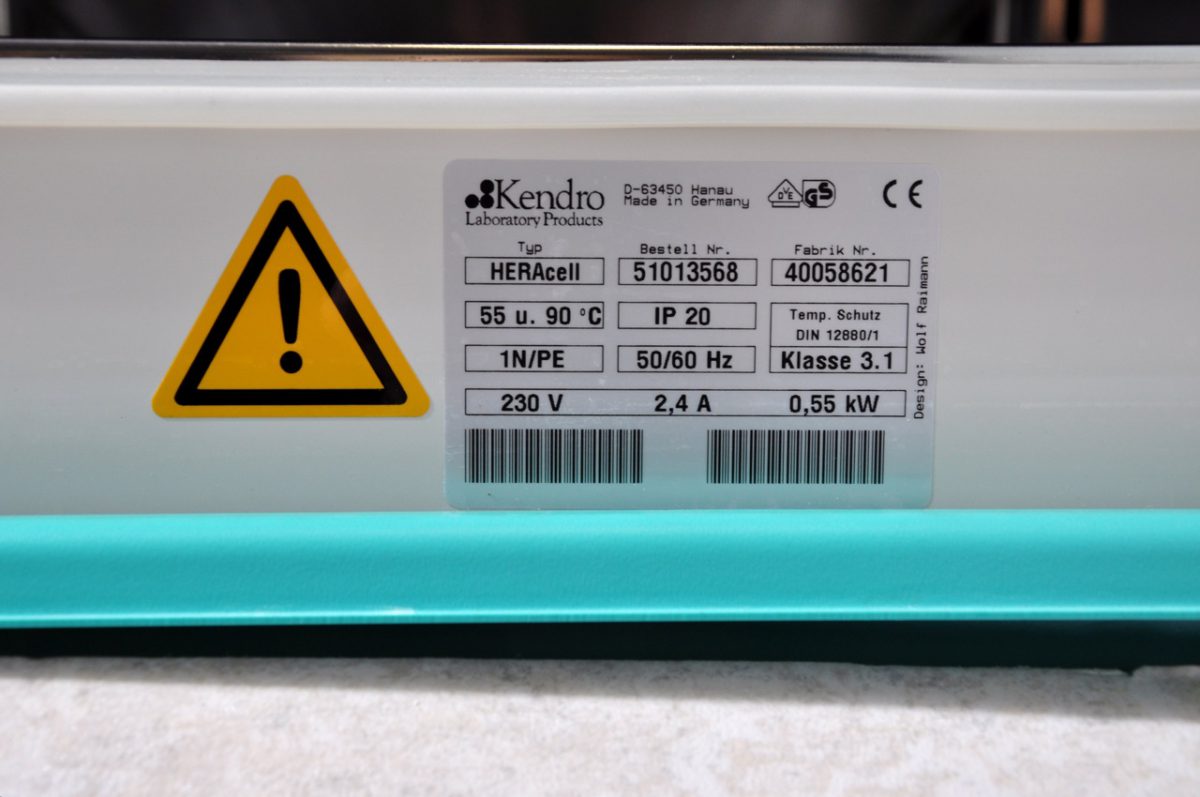 Kendro
Laboratory Products
D-63450 Hanau
Made in Germany
VDE GS
CE
Typ Bestell Nr. Fabrik Nr.
HERAcell 51013568 40058621
55 u. 90 °C IP 20 Temp. Schutz
DIN 12880/1
1N/PE 50/60 Hz Klasse 3.1
230 V 2,4 A 0,55 kW
Design: Wolf Raimann